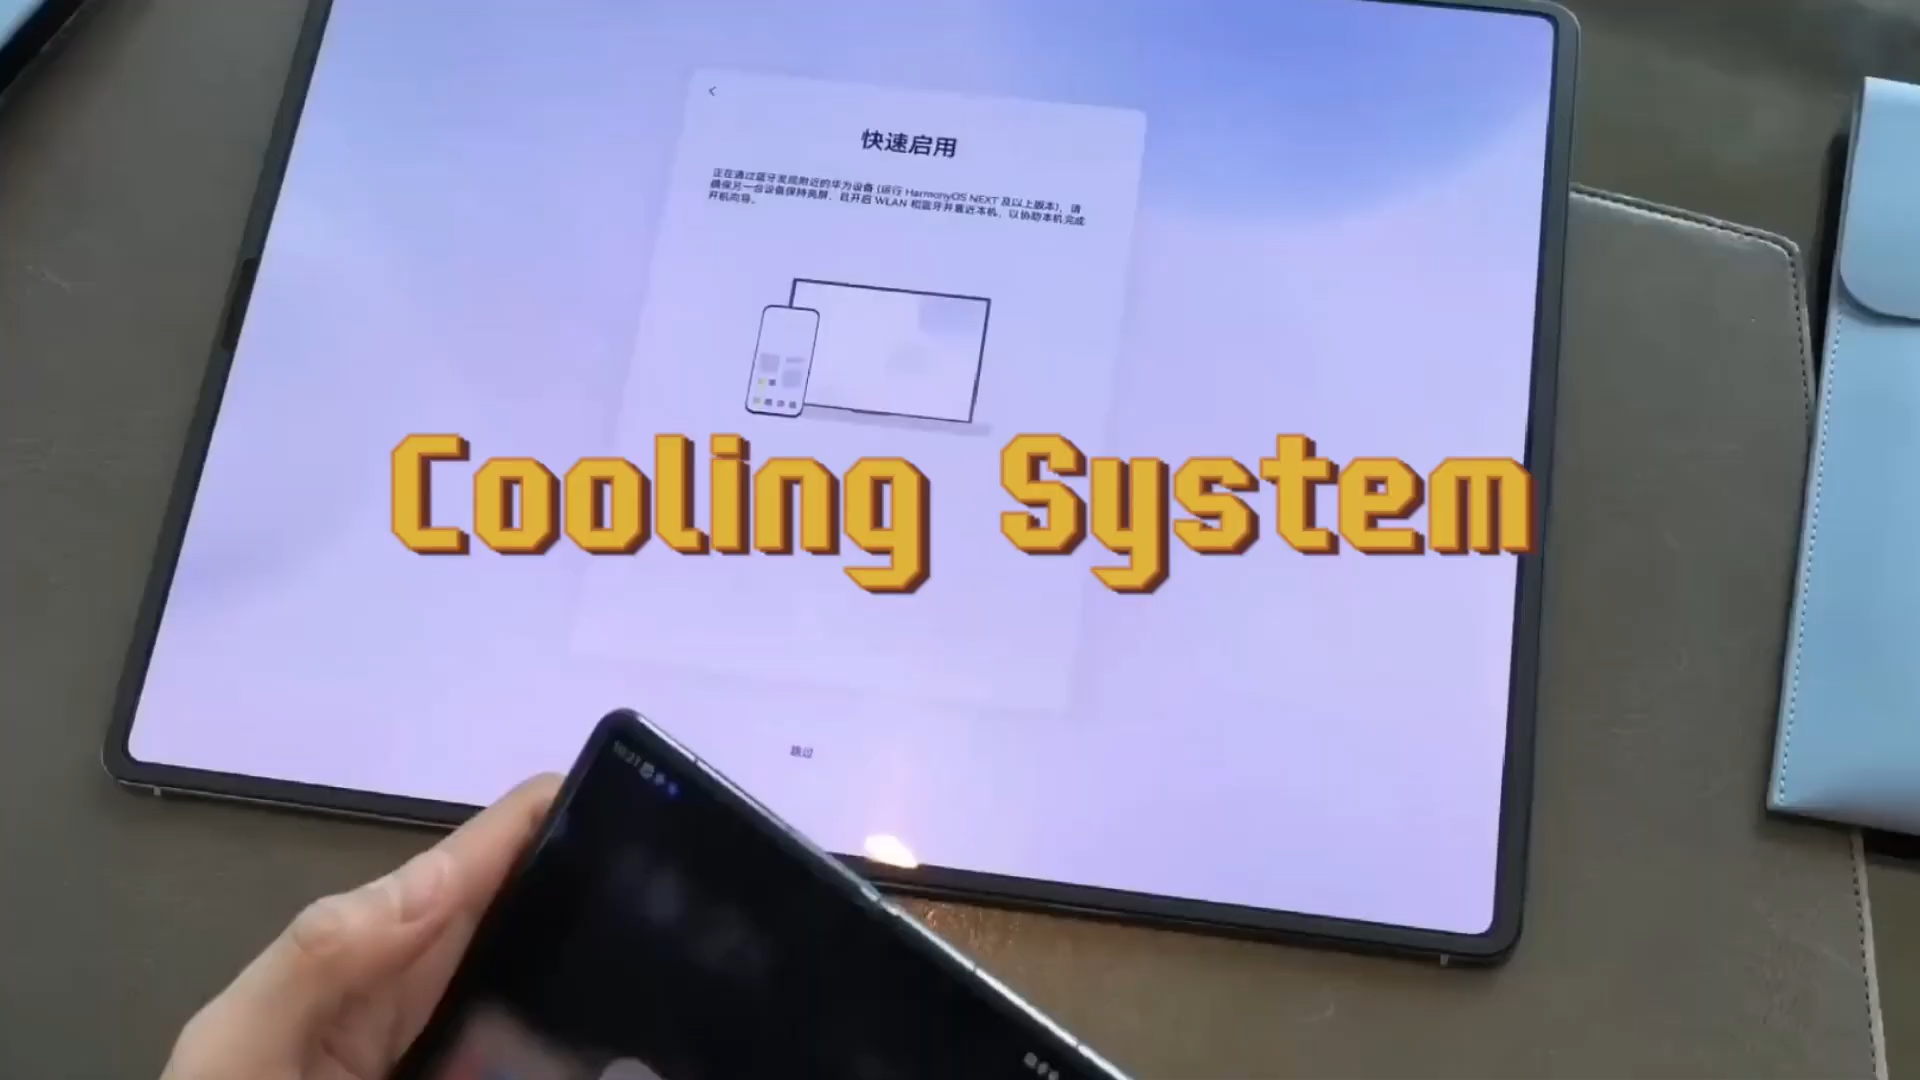 快速启用
正在通过蓝牙发现附近的华为设备 (运行 HarmonyOS NEXT 及以上版本)，请
确保另一台设备保持亮屏，且开启 WLAN 和蓝牙并靠近本机，以协助本机完成
开机向导。
Cooling System
跳过
10:21